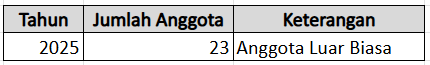 Tahun Jumlah Anggota Keterangan
2025 23 Anggota Luar Biasa